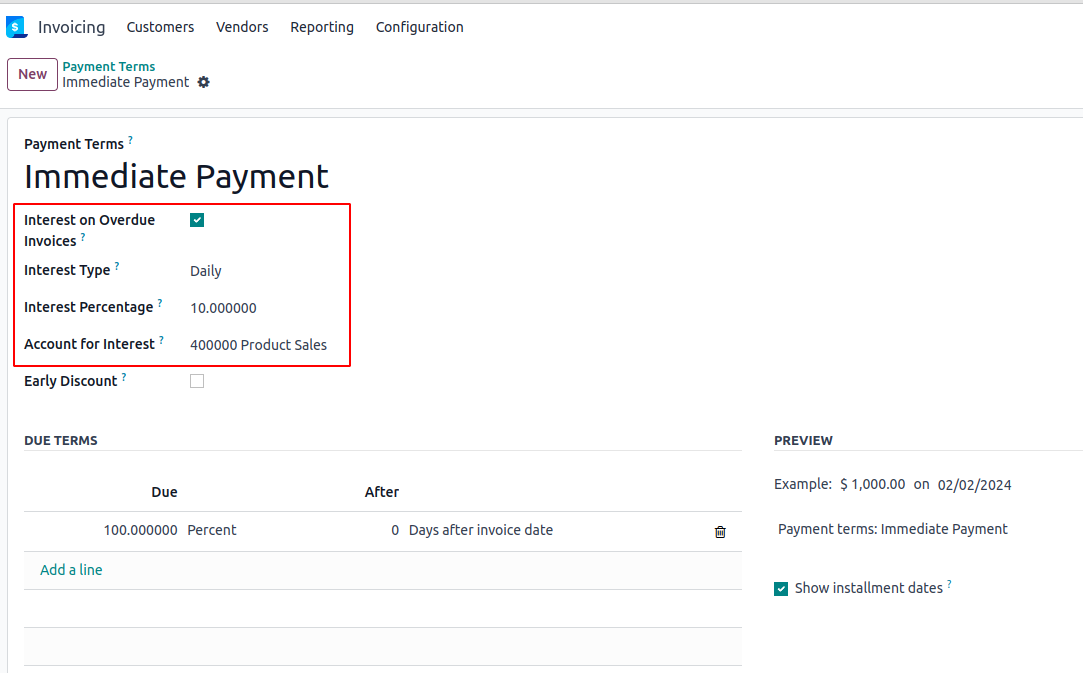 Invoicing Customers Vendors Reporting Configuration
New
Payment Terms
Immediate Payment
Payment Terms ?
Immediate Payment
Interest on Overdue
Invoices ?
Interest Type ? Daily
Interest Percentage ? 10.000000
Account for Interest ? 400000 Product Sales
Early Discount ?
DUE TERMS
Due After
100.000000 Percent 0 Days after invoice date
Add a line
PREVIEW
Example: $ 1,000.00 on 02/02/2024
Payment terms: Immediate Payment
Show installment dates ?